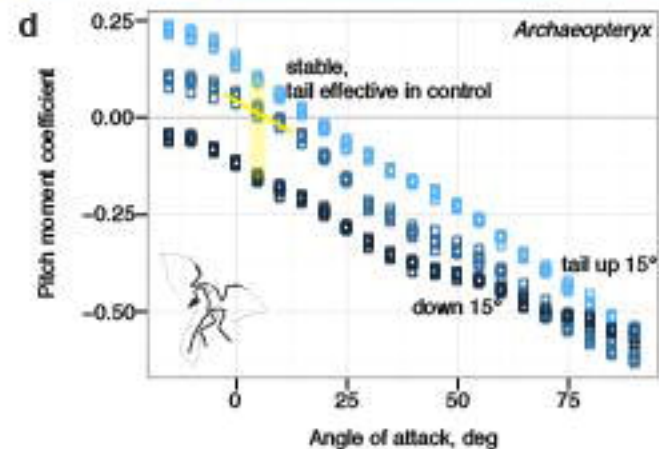 d
Archaeopteryx
stable,
tail effective in control
tail up 15°
down 15°
Pitch moment coefficient
0.25
0.00
−0.25
−0.50
0
25
50
75
Angle of attack, deg